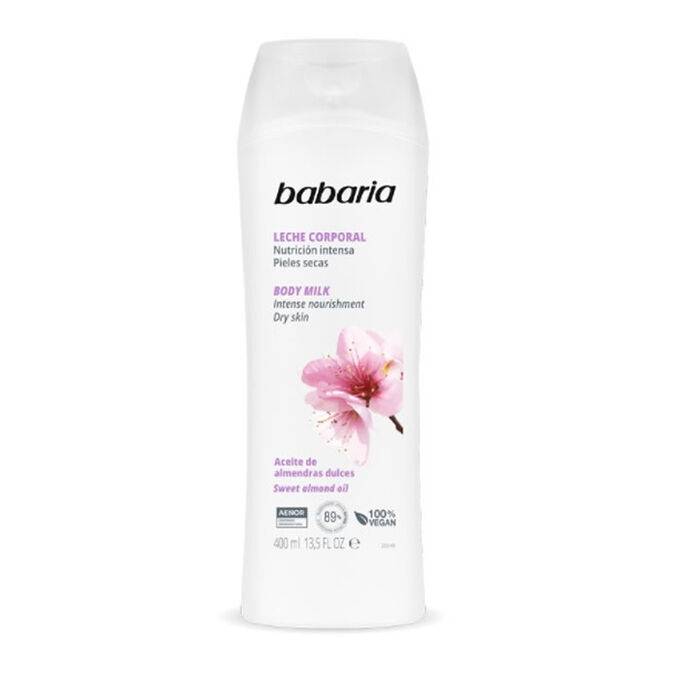 babaria
LECHE CORPORAL
Nutrición intensa
Pieles secas
BODY MILK
Intense nourishment
Dry skin
Aceite de
almendras dulces
Sweet almond oil
AENOR
89%
100%
VEGAN
400 ml 13,5 FL OZ. ℮